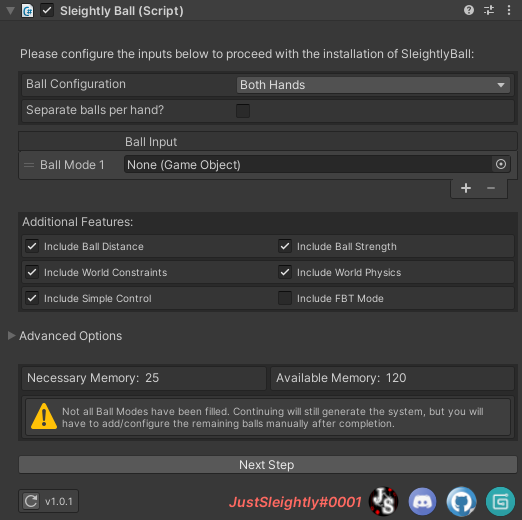 Sleightly Ball (Script)
Please configure the inputs below to proceed with the installation of SleightlyBall:
Ball Configuration Both Hands
Separate balls per hand?
Ball Input
Ball Mode 1 None (Game Object)
+ −
Additional Features:
Include Ball Distance Include Ball Strength
Include World Constraints Include World Physics
Include Simple Control Include FBT Mode
Advanced Options
Necessary Memory: 25 Available Memory: 120
Not all Ball Modes have been filled. Continuing will still generate the system, but you will
have to add/configure the remaining balls manually after completion.
Next Step
v1.0.1 JustSleightly#0001 JS